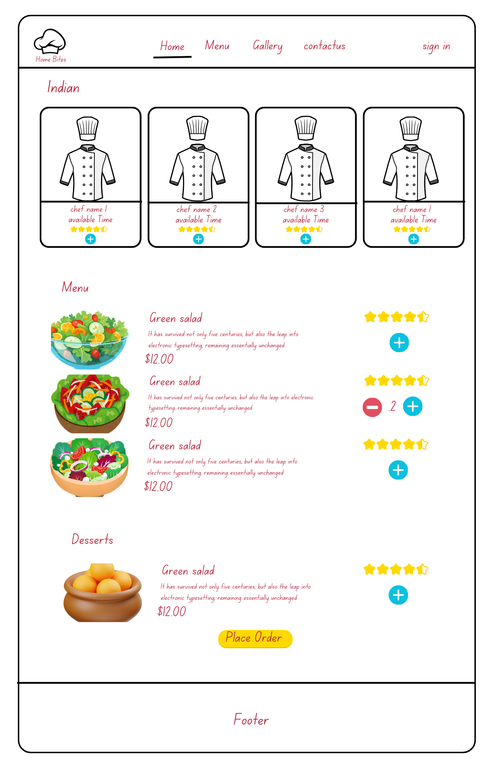 Home Bites
Home
Menu
Gallery
contactus
sign in
Indian
chef name 1
available Time
chef name 2
available Time
chef name 3
available Time
chef name 1
available Time
Menu
Green salad
It has survived not only five centuries, but also the leap into
electronic typesetting, remaining essentially unchanged
$12.00
Green salad
It has survived not only five centuries, but also the leap into electronic
typesetting, remaining essentially unchanged
$12.00
2
Green salad
It has survived not only five centuries, but also the leap into
electronic typesetting, remaining essentially unchanged
$12.00
Desserts
Green salad
It has survived not only five centuries, but also the leap into
electronic typesetting, remaining essentially unchanged
$12.00
Place Order
Footer